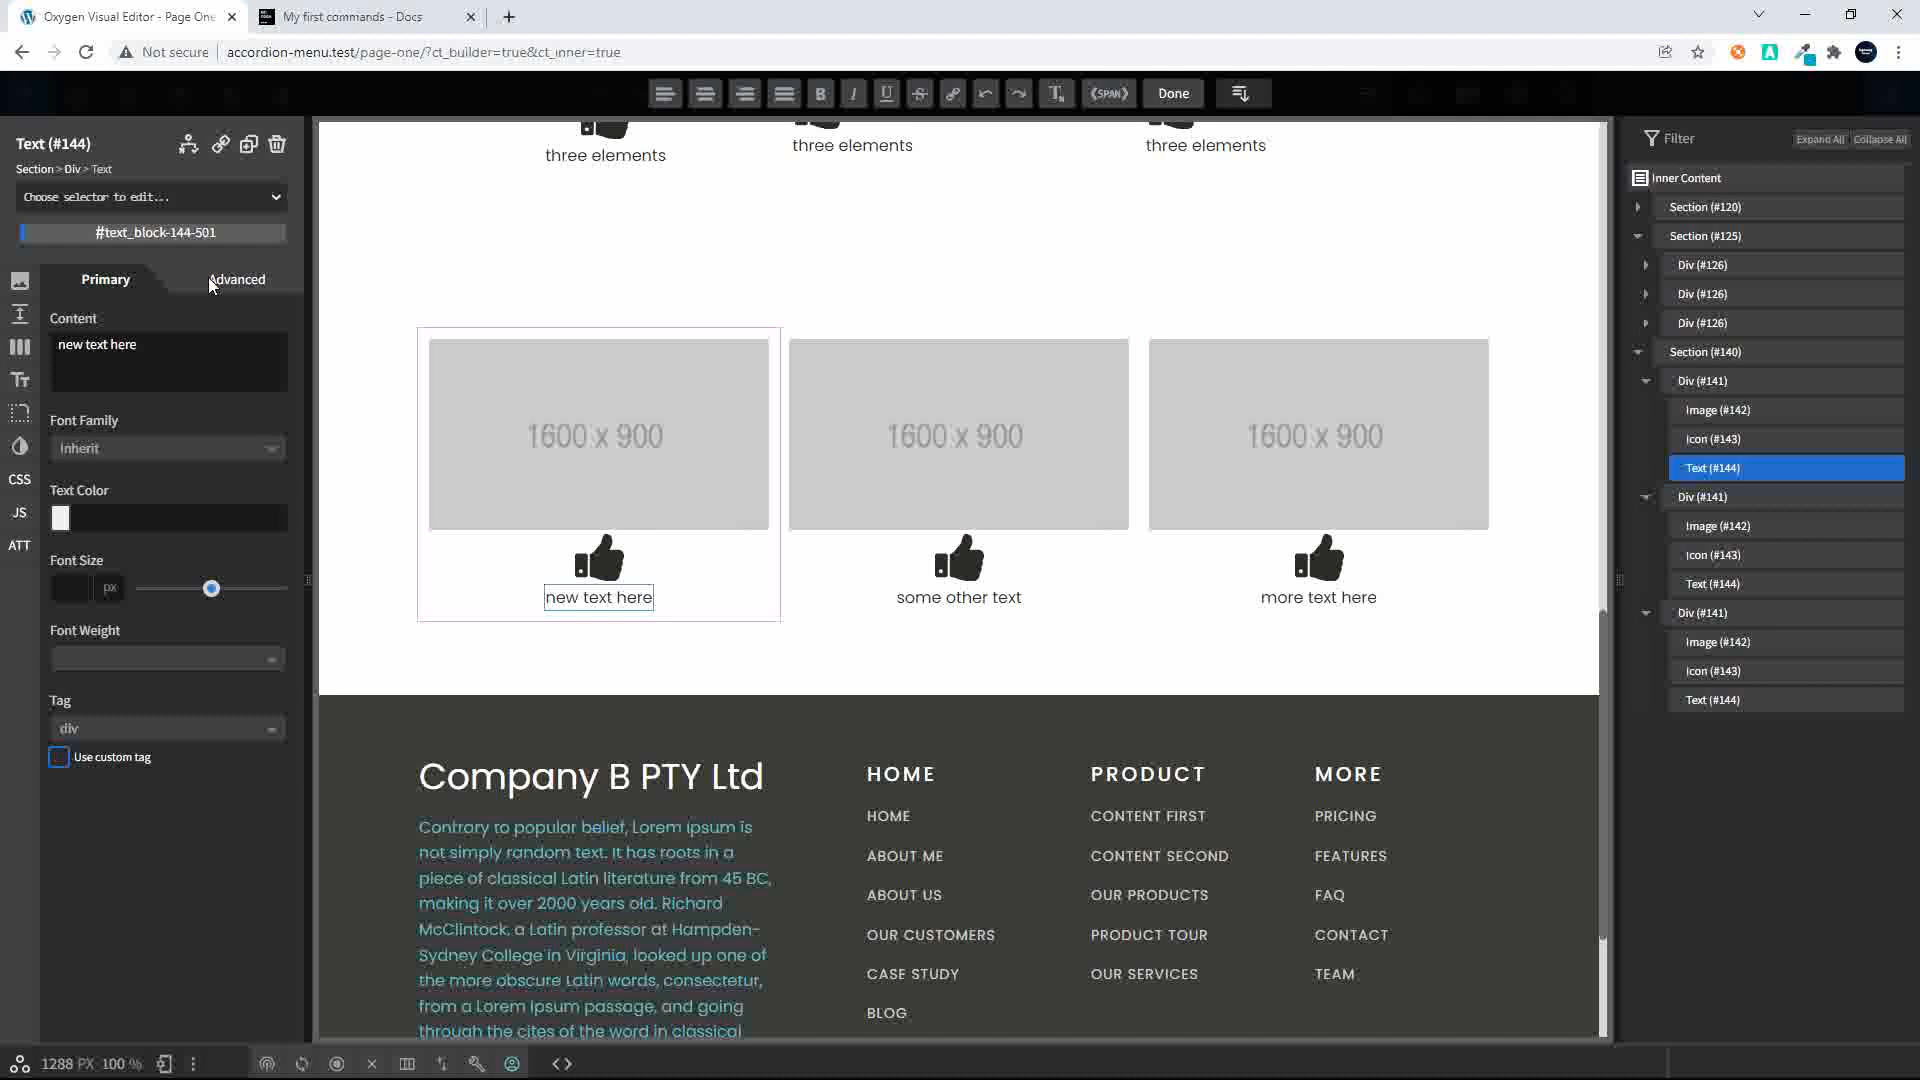 Oxygen Visual Editor - Page One
My first commands - Docs
Not secure
accordion-menu.test/page-one/?ct_builder=true&ct_inner=true
B
I
U
S
T
<SPAN>
Done
Text (#144)
Section > Div > Text
Choose selector to edit...
#text_block-144-501
Primary
Advanced
Content
new text here
Font Family
Inherit
Text Color
Font Size
px
Font Weight
Tag
div
Use custom tag
Tт
CSS
JS
ATT
three elements
three elements
three elements
1600 x 900
1600 x 900
1600 x 900
new text here
some other text
more text here
Company B PTY Ltd
Contrary to popular belief, Lorem Ipsum is
not simply random text. It has roots in a
piece of classical Latin literature from 45 BC,
making it over 2000 years old. Richard
McClintock, a Latin professor at Hampden-
Sydney College in Virginia, looked up one of
the more obscure Latin words, consectetur,
from a Lorem Ipsum passage, and going
through the cites of the word in classical
HOME
HOME
ABOUT ME
ABOUT US
OUR CUSTOMERS
CASE STUDY
BLOG
PRODUCT
CONTENT FIRST
CONTENT SECOND
OUR PRODUCTS
PRODUCT TOUR
OUR SERVICES
MORE
PRICING
FEATURES
FAQ
CONTACT
TEAM
Filter
Expand All
Collapse All
Inner Content
Section (#120)
Section (#125)
Div (#126)
Div (#126)
Div (#126)
Section (#140)
Div (#141)
Image (#142)
Icon (#143)
Text (#144)
Div (#141)
Image (#142)
Icon (#143)
Text (#144)
Div (#141)
Image (#142)
Icon (#143)
Text (#144)
1288 PX 100 %